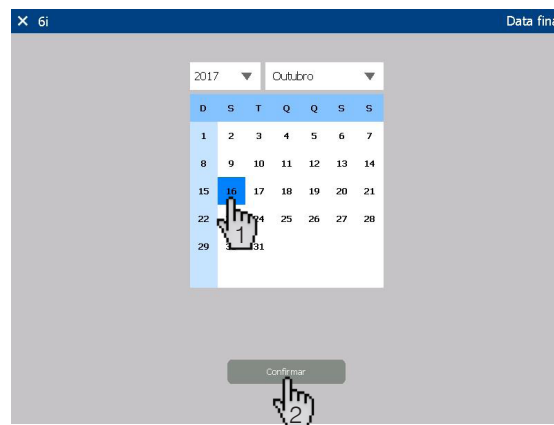 6i Data fina
2017 Outubro
D S T Q Q S S
1 2 3 4 5 6 7
8 9 10 11 12 13 14
15 16 17 18 19 20 21
22 24 25 26 27 28
29 31
1
Confirmar
2